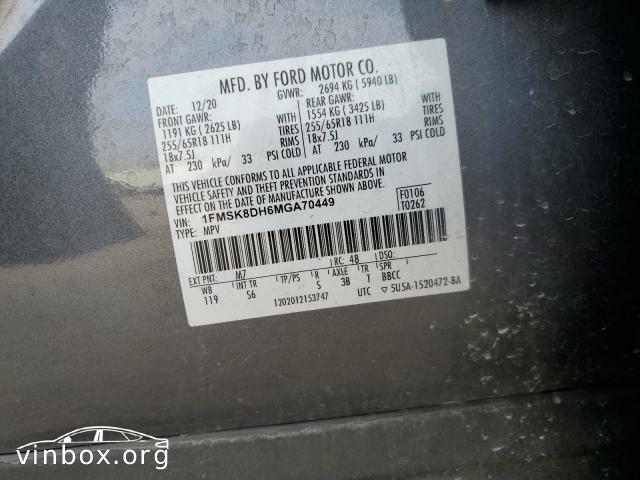 MFD. BY FORD MOTOR CO.
DATE: 12/20 GVWR: 2694 KG ( 5940 LB)
FRONT GAWR: REAR GAWR:
1191 KG ( 2625 LB) WITH 1554 KG ( 3425 LB) WITH
255/65R18 111H TIRES 255/65R18 111H TIRES
18x7.5J RIMS 18x7.5J RIMS
AT 230 kPa/ 33 PSI COLD AT 230 kPa/ 33 PSI COLD
THIS VEHICLE CONFORMS TO ALL APPLICABLE FEDERAL MOTOR
VEHICLE SAFETY AND THEFT PREVENTION STANDARDS IN
EFFECT ON THE DATE OF MANUFACTURE SHOWN ABOVE.
VIN: 1FMSK8DH6MGA70449 F0106
TYPE: MPV T0262
EXT PNT: M7 RC: 48 DSO:
WB INT TR TP/PS R AXLE TR SPR
119 S6 S 3B T BBCC
1202012153747 UTC ▽ 5U5A-1520472-BA
vinbox.org